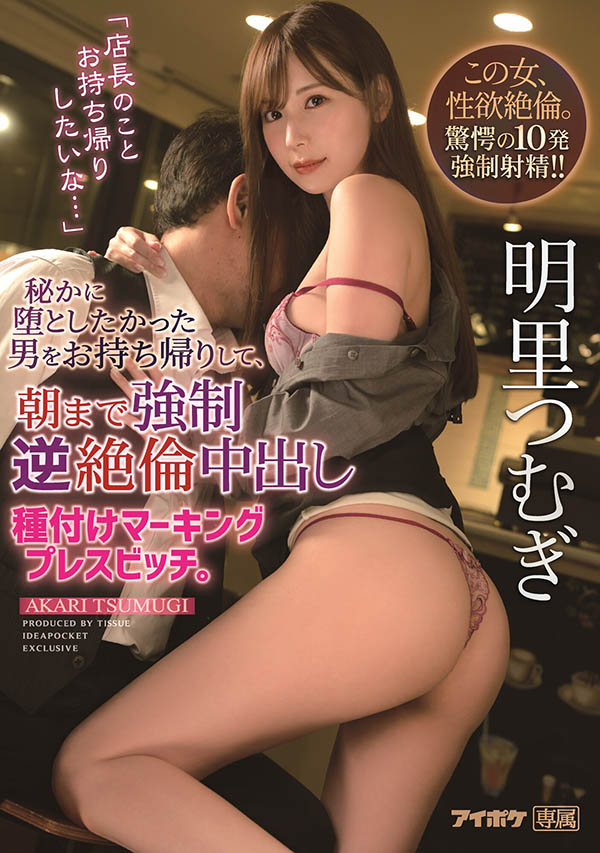 「店長のこと
お持ち帰り
したいな…」
この女、
性欲絶倫。
驚愕の10発
強制射精!!
明里つむぎ
秘かに
堕としたかった
男をお持ち帰りして、
朝まで強制
逆絶倫中出し
種付けマーキング
プレスビッチ。
AKARI TSUMUGI
PRODUCED BY TISSUE
IDEAPOCKET
EXCLUSIVE
アイポケ 専属